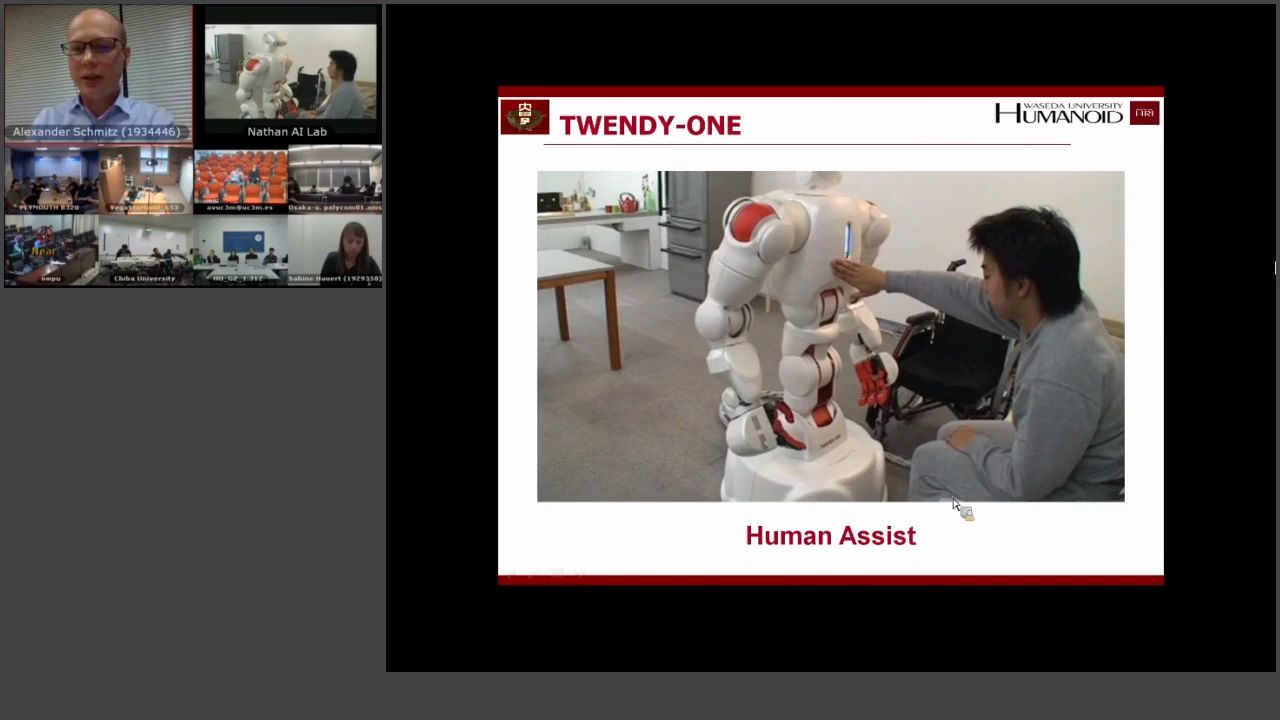 Alexander Schmitz (1934446)
Nathan AI Lab
PLYMOUTH B320
avuc3m@uc3m.es
Osaka-u. polycom01.ams
Near
nwpu
Chiba University
Sabine Hauert (1929358)
TWENDY-ONE
WASEDA UNIVERSITY
HUMANOID
Human Assist